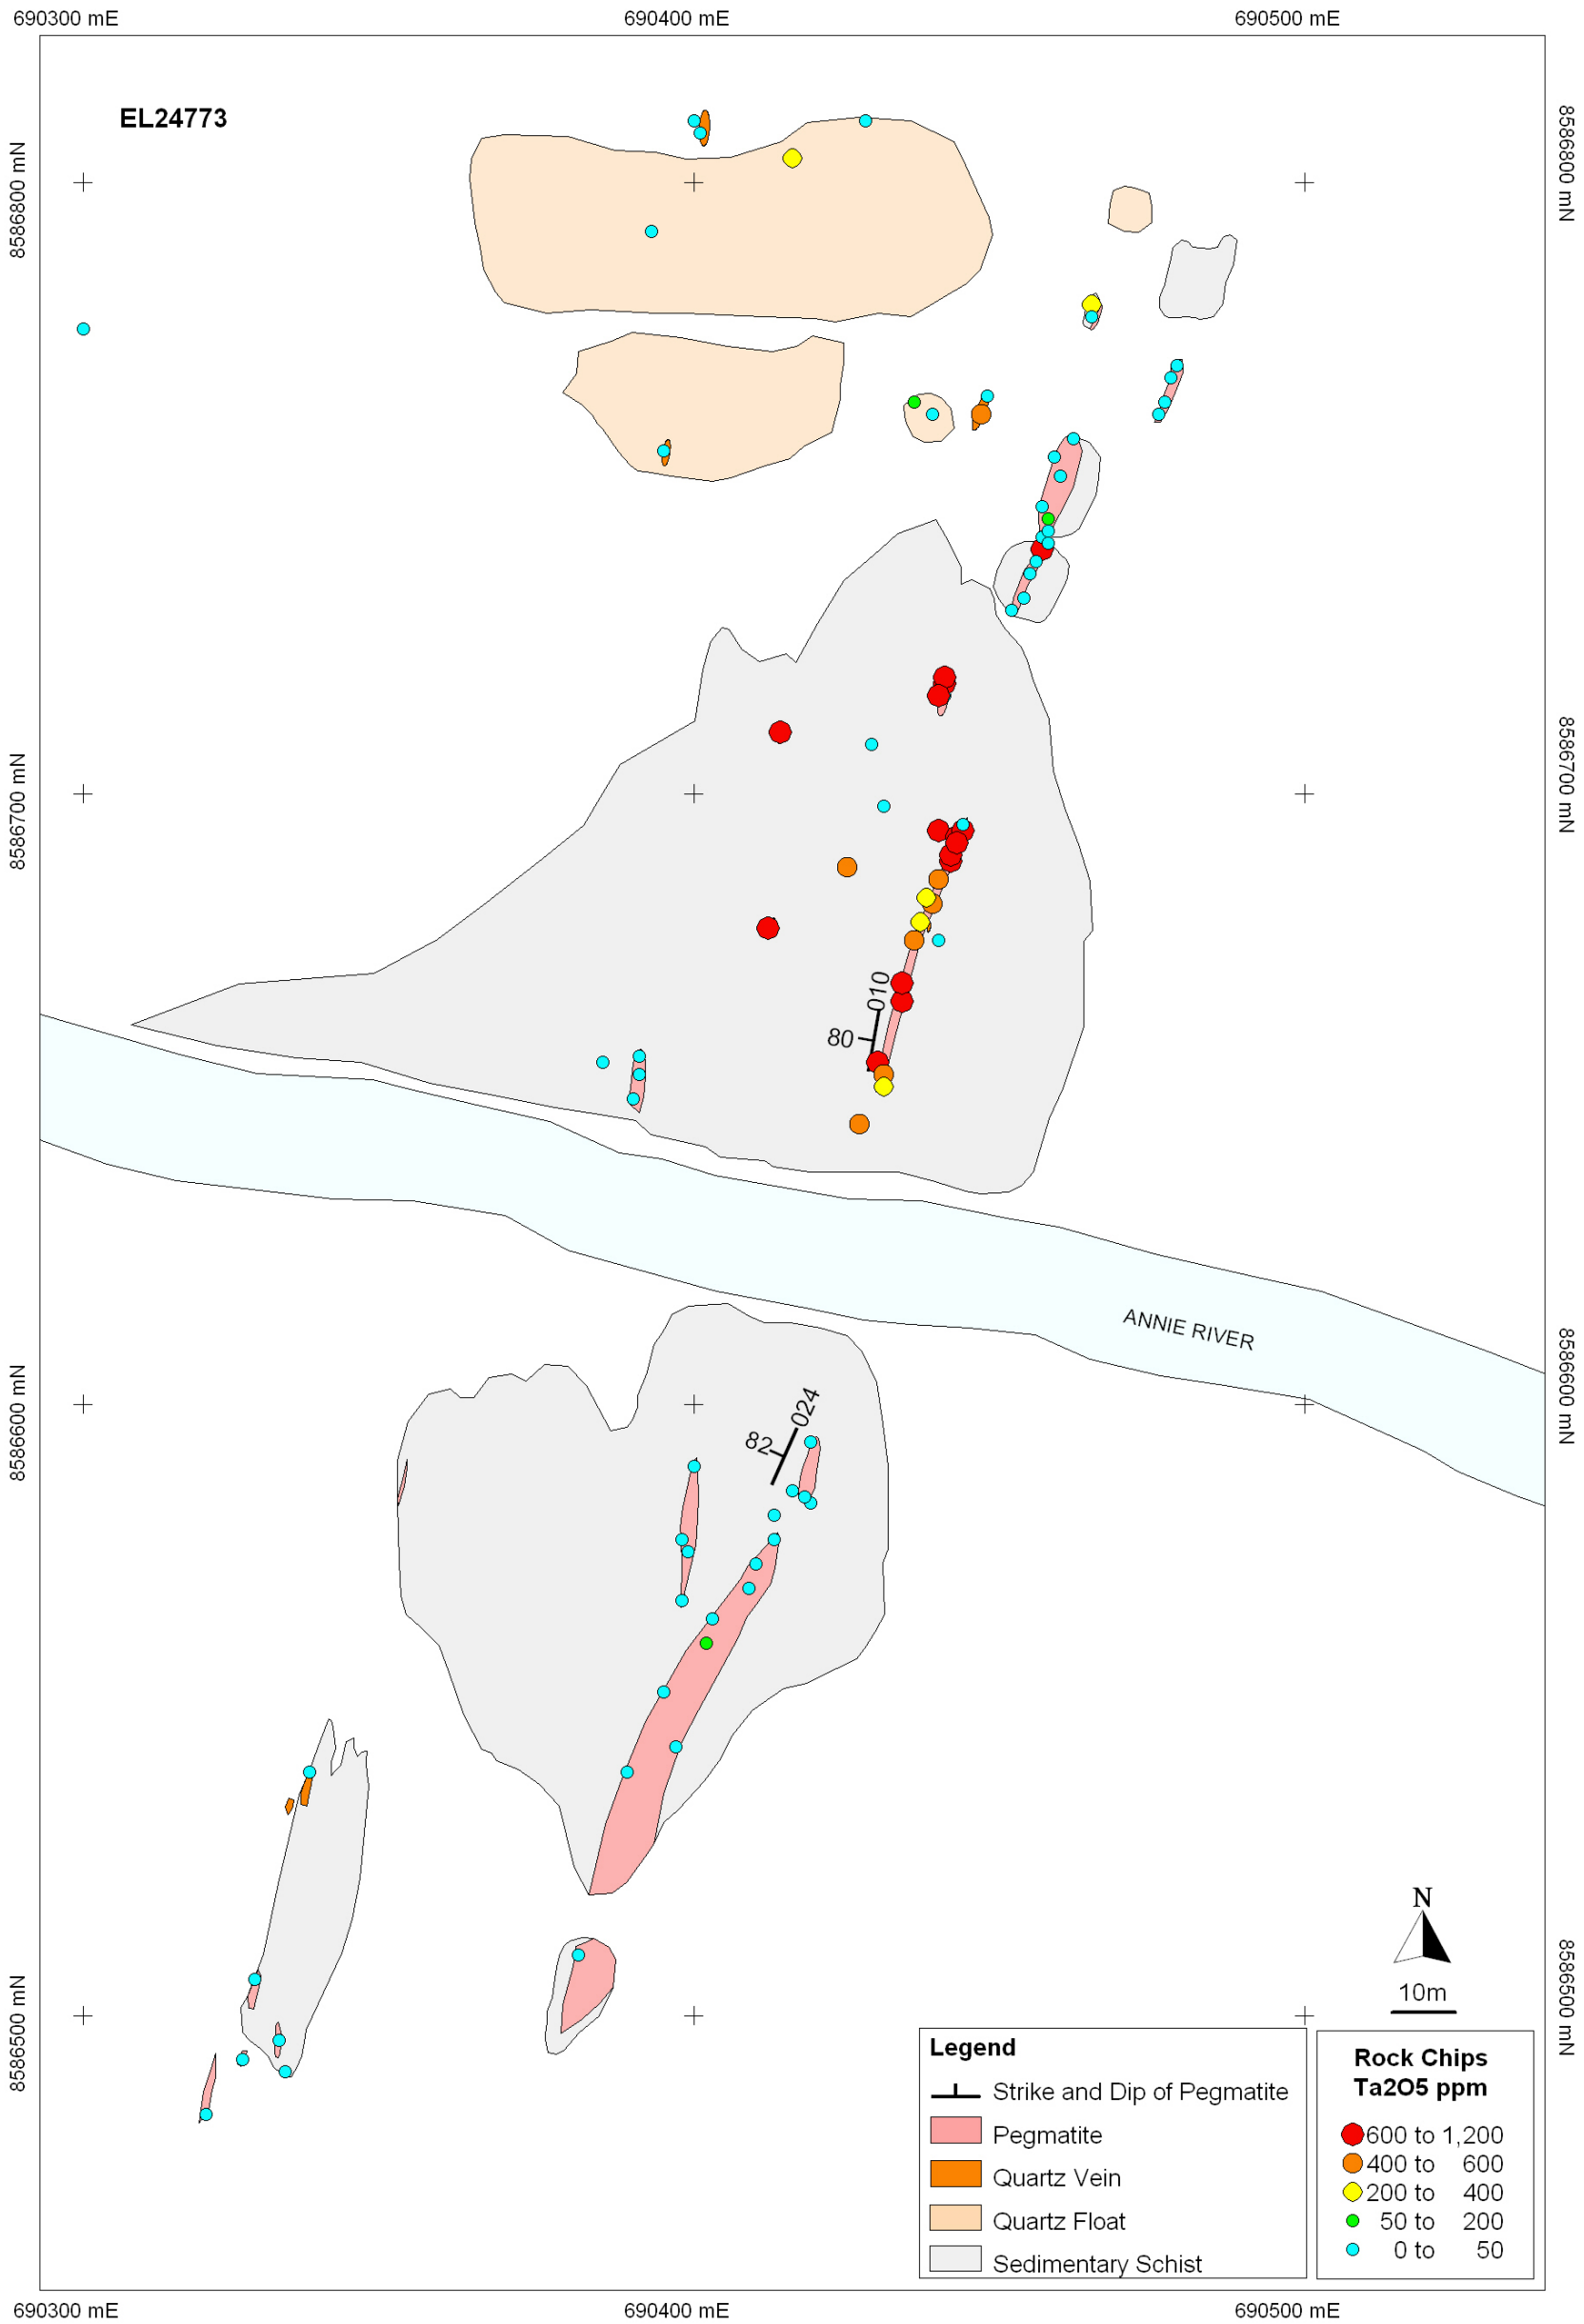 690300 mE
690400 mE
690500 mE
EL24773
8586800 mN
8586800 mN
8586700 mN
8586700 mN
010
80
ANNIE RIVER
8586600 mN
8586600 mN
024
82
N
10m
8586500 mN
8586500 mN
Legend
Strike and Dip of Pegmatite
Pegmatite
Quartz Vein
Quartz Float
Sedimentary Schist
Rock Chips
Ta2O5 ppm
600 to 1,200
400 to 600
200 to 400
50 to 200
0 to 50
690300 mE
690400 mE
690500 mE